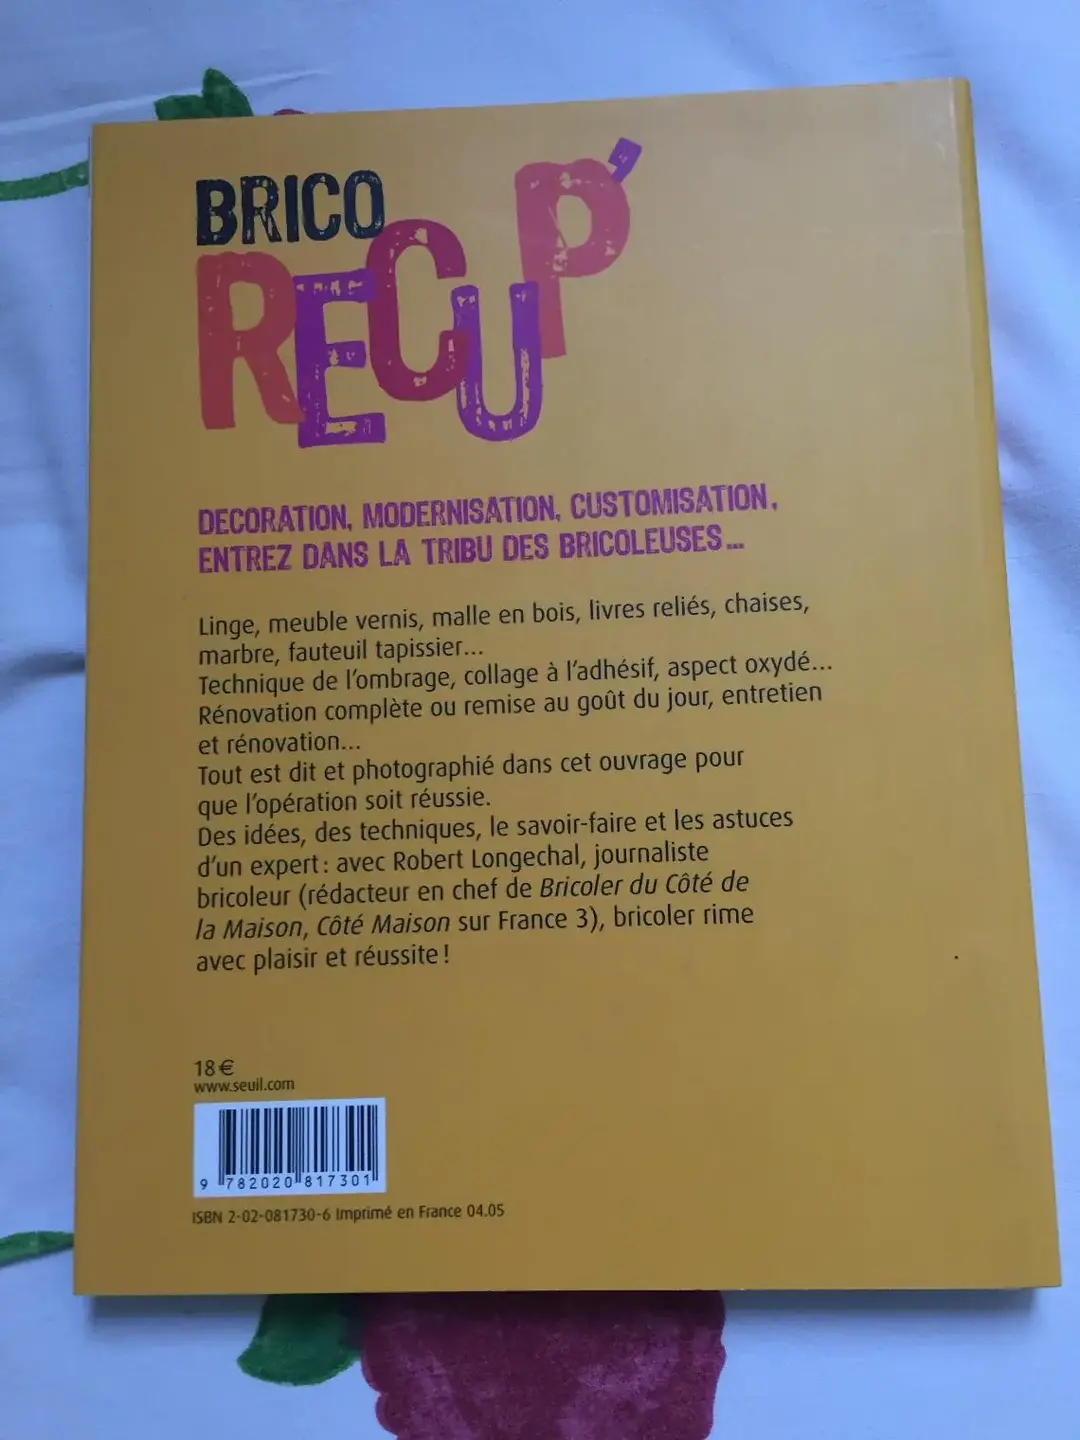 BRICO
RECUP'
DECORATION, MODERNISATION, CUSTOMISATION,
ENTREZ DANS LA TRIBU DES BRICOLEUSES...
Linge, meuble vernis, malle en bois, livres reliés, chaises,
marbre, fauteuil tapissier...
Technique de l'ombrage, collage à l'adhésif, aspect oxydé...
Rénovation complète ou remise au goût du jour, entretien
et rénovation...
Tout est dit et photographié dans cet ouvrage pour
que l'opération soit réussie.
Des idées, des techniques, le savoir-faire et les astuces
d'un expert : avec Robert Longechal, journaliste
bricoleur (rédacteur en chef de Bricoler du Côté de
la Maison, Côté Maison sur France 3), bricoler rime
avec plaisir et réussite !
18 €
www.seuil.com
9 782020 817301
ISBN 2-02-081730-6 Imprimé en France 04.05